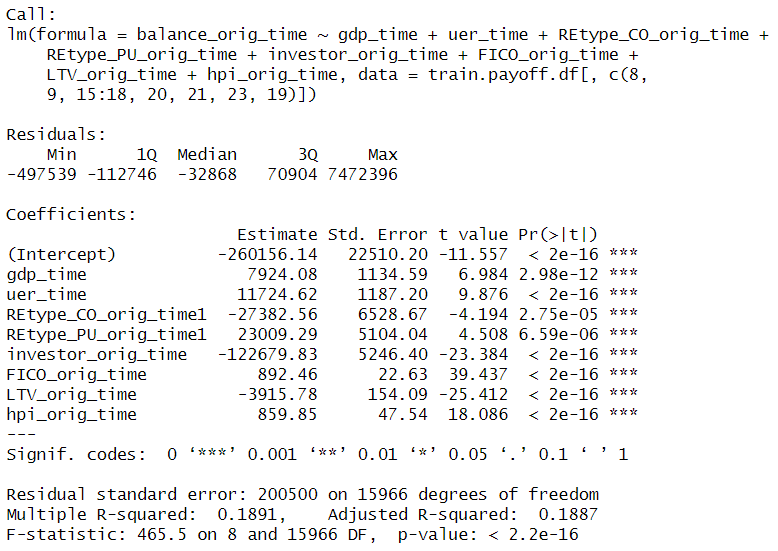 Call:
lm(formula = balance_orig_time ~ gdp_time + uer_time + REtype_CO_orig_time +
    REtype_PU_orig_time + investor_orig_time + FICO_orig_time +
    LTV_orig_time + hpi_orig_time, data = train.payoff.df[, c(8,
    9, 15:18, 20, 21, 23, 19)])

Residuals:
    Min      1Q  Median      3Q     Max
-497539 -112746  -32868   70904 7472396

Coefficients:
                       Estimate Std. Error t value Pr(>|t|)
(Intercept)          -260156.14   22510.20 -11.557  < 2e-16 ***
gdp_time                7924.08    1134.59   6.984 2.98e-12 ***
uer_time               11724.62    1187.20   9.876  < 2e-16 ***
REtype_CO_orig_time1  -27382.56    6528.67  -4.194 2.75e-05 ***
REtype_PU_orig_time1   23009.29    5104.04   4.508 6.59e-06 ***
investor_orig_time   -122679.83    5246.40 -23.384  < 2e-16 ***
FICO_orig_time           892.46      22.63  39.437  < 2e-16 ***
LTV_orig_time          -3915.78     154.09 -25.412  < 2e-16 ***
hpi_orig_time            859.85      47.54  18.086  < 2e-16 ***
---
Signif. codes:  0 ‘***’ 0.001 ‘**’ 0.01 ‘*’ 0.05 ‘.’ 0.1 ‘ ’ 1

Residual standard error: 200500 on 15966 degrees of freedom
Multiple R-squared:  0.1891,    Adjusted R-squared:  0.1887
F-statistic: 465.5 on 8 and 15966 DF,  p-value: < 2.2e-16